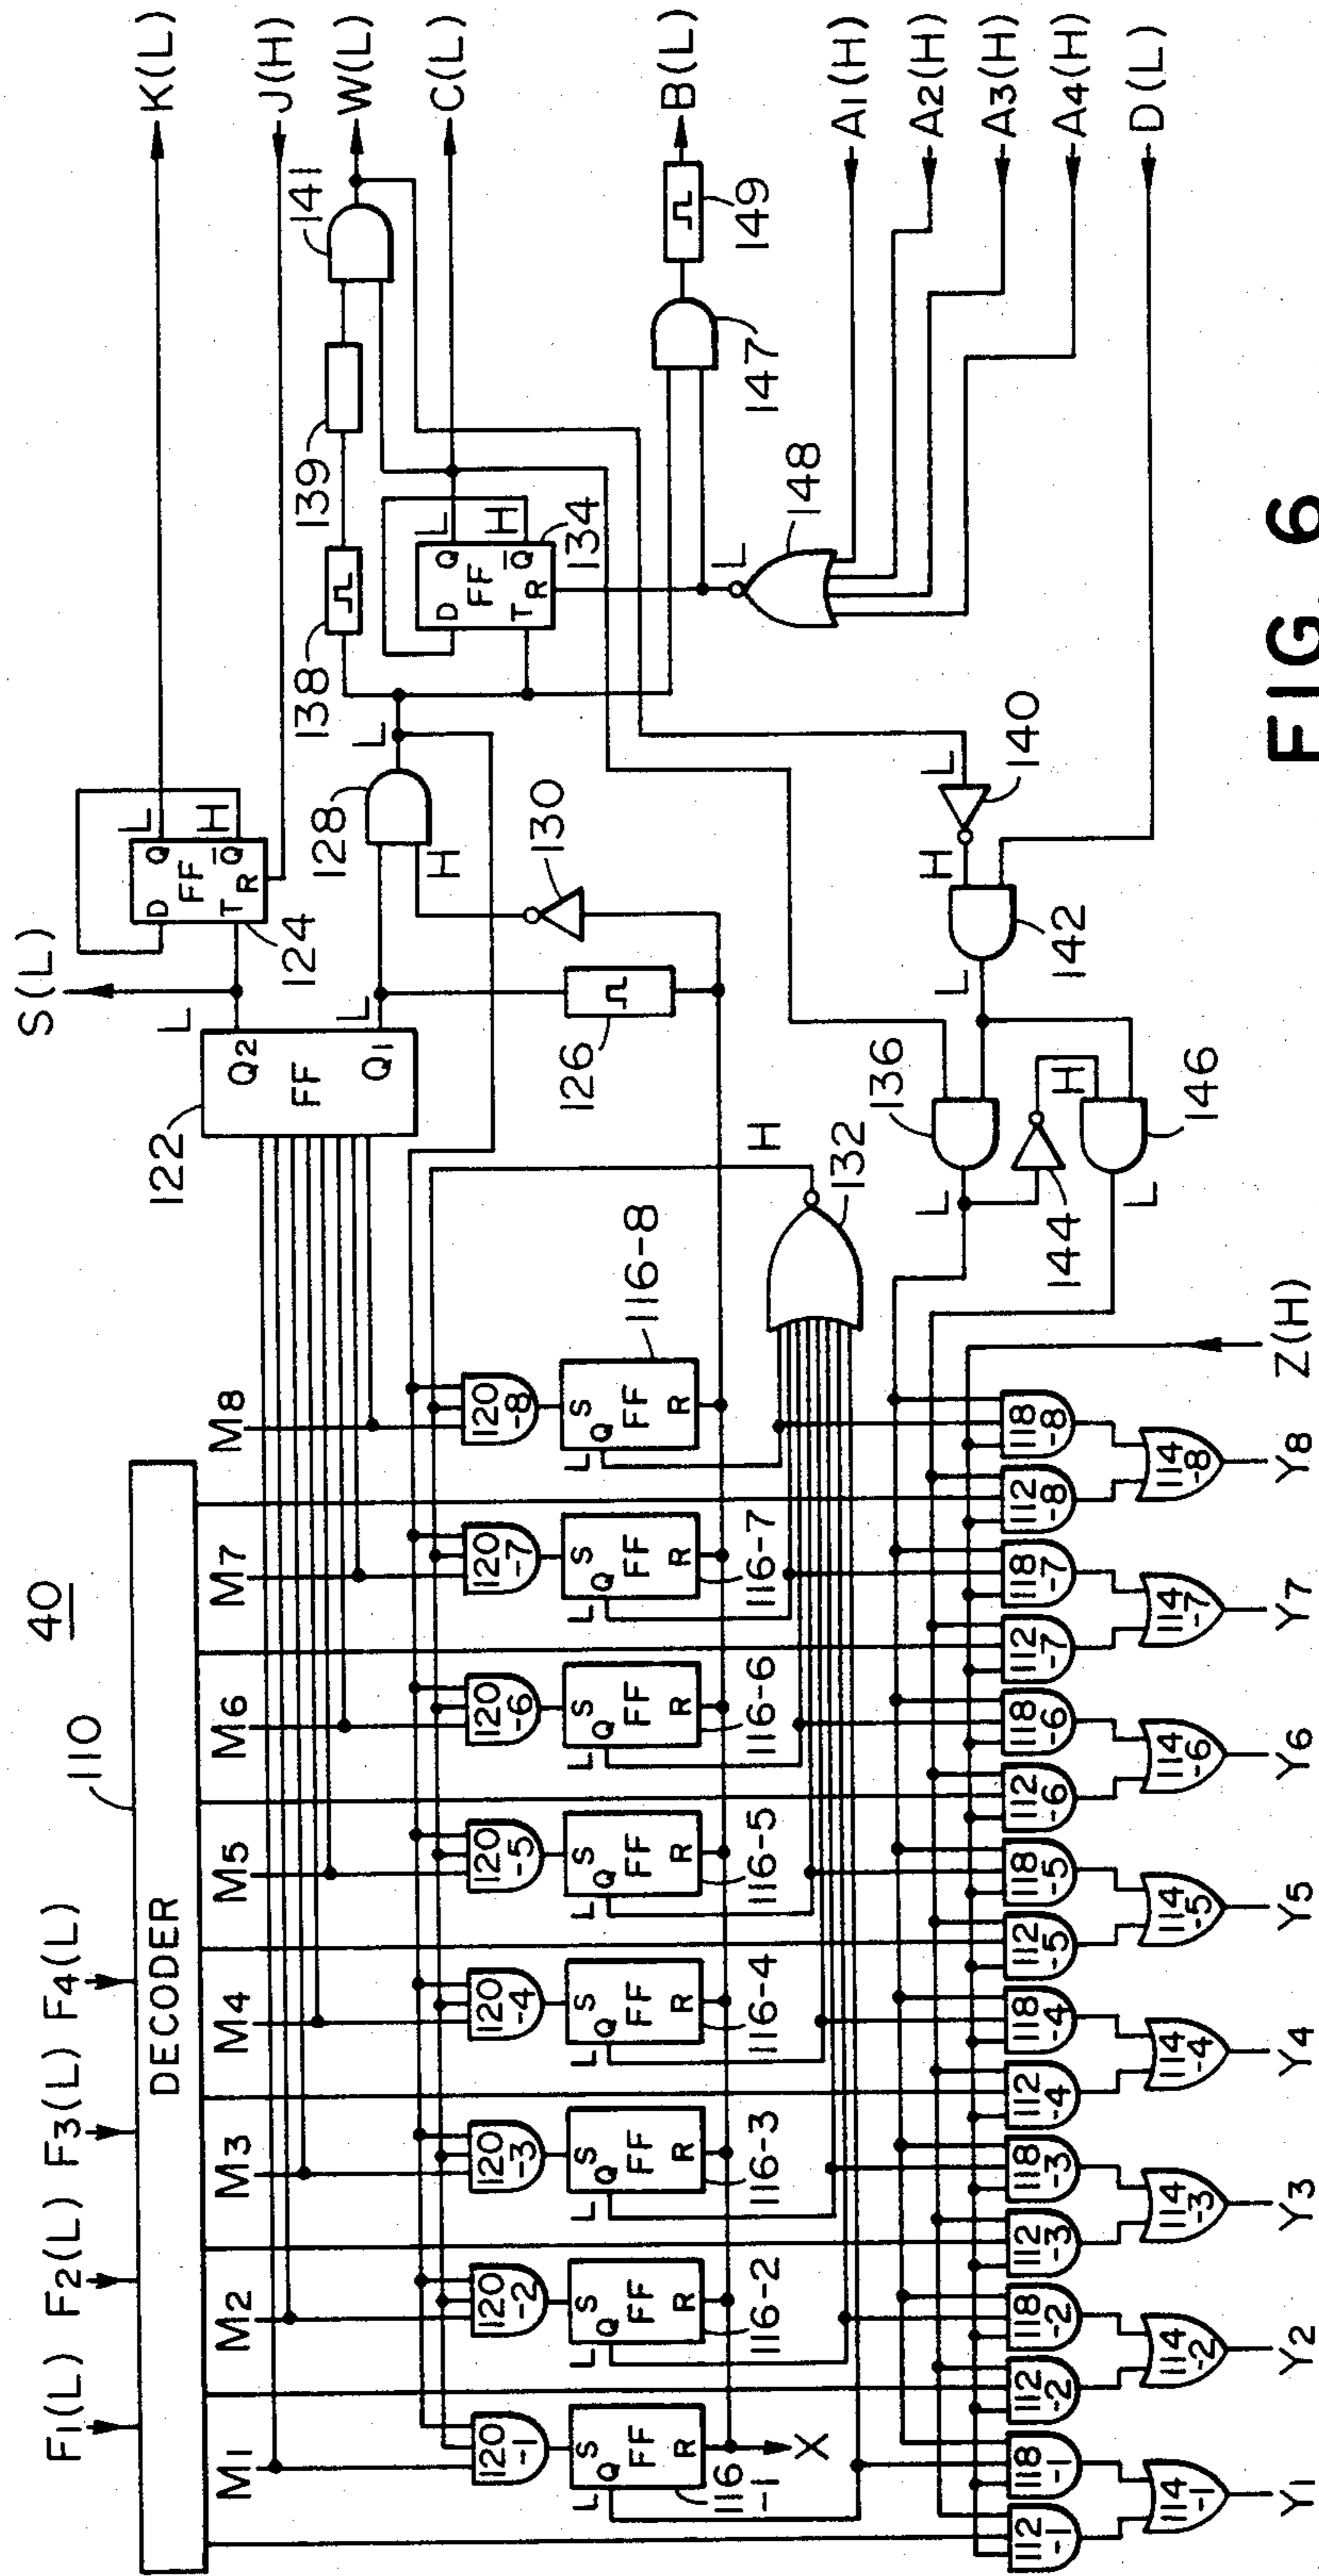 S(L)
K(L)
J(H)
W(L)
C(L)
B(L)
A1(H)
A2(H)
A3(H)
A4(H)
D(L)
40
110
F1(L) F2(L) F3(L) F4(L)
DECODER
M1 M2 M3 M4 M5 M6 M7 M8
122
Q2
FF
Q1
L
L
D Q
FF
T R Q̅
L
H
124
126
128
L
H
130
138
139
141
D Q
FF
T R Q̅
L
H
134
L
148
147
149
120-1 120-2 120-3 120-4 120-5 120-6 120-7 120-8
S Q FF R L
S Q FF R L
S Q FF R L
S Q FF R L
S Q FF R L
S Q FF R L
S Q FF R L
S Q FF R L
116-1 116-2 116-3 116-4 116-5 116-6 116-7 116-8
X
H
132
136
L
140
L
H
142
L
144
H
146
L
Z(H)
112-1 118-1 112-2 118-2 112-3 118-3 112-4 118-4 112-5 118-5 112-6 118-6 112-7 118-7 112-8 118-8
114-1 114-2 114-3 114-4 114-5 114-6 114-7 114-8
Y1 Y2 Y3 Y4 Y5 Y6 Y7 Y8
FIG. 6